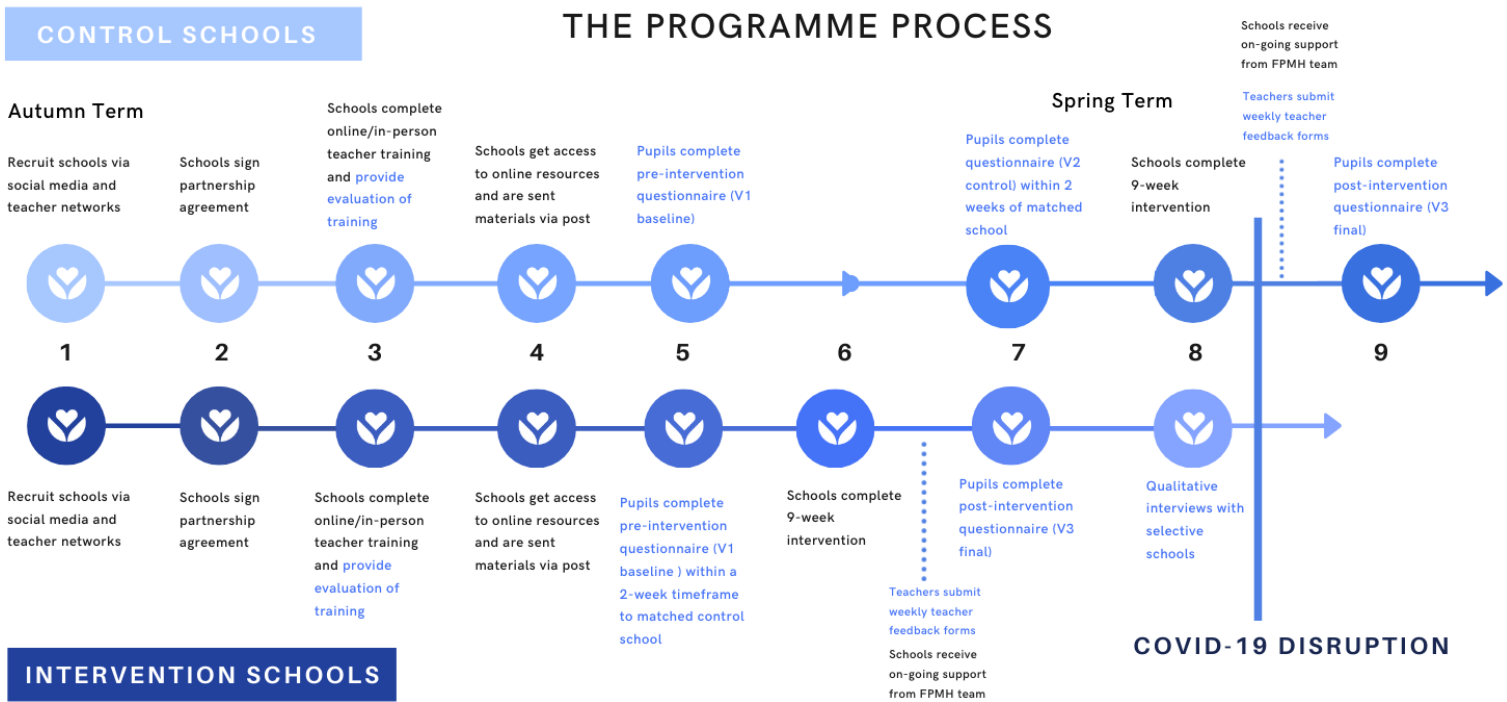 CONTROL SCHOOLS
THE PROGRAMME PROCESS
Autumn Term
Spring Term
Recruit schools via
social media and
teacher networks
Schools sign
partnership
agreement
Schools complete
online/in-person
teacher training
and provide
evaluation of
training
Schools get access
to online resources
and are sent
materials via post
Pupils complete
pre-intervention
questionnaire (V1
baseline)
Pupils complete
questionnaire (V2
control) within 2
weeks of matched
school
Schools complete
9-week
intervention
Schools receive
on-going support
from FPMH team
Teachers submit
weekly teacher
feedback forms
Pupils complete
post-intervention
questionnaire (V3
final)
1
2
3
4
5
6
7
8
9
Recruit schools via
social media and
teacher networks
Schools sign
partnership
agreement
Schools complete
online/in-person
teacher training
and provide
evaluation of
training
Schools get access
to online resources
and are sent
materials via post
Pupils complete
pre-intervention
questionnaire (V1
baseline ) within a
2-week timeframe
to matched control
school
Schools complete
9-week
intervention
Teachers submit
weekly teacher
feedback forms
Schools receive
on-going support
from FPMH team
Pupils complete
post-intervention
questionnaire (V3
final)
Qualitative
interviews with
selective
schools
COVID-19 DISRUPTION
INTERVENTION SCHOOLS